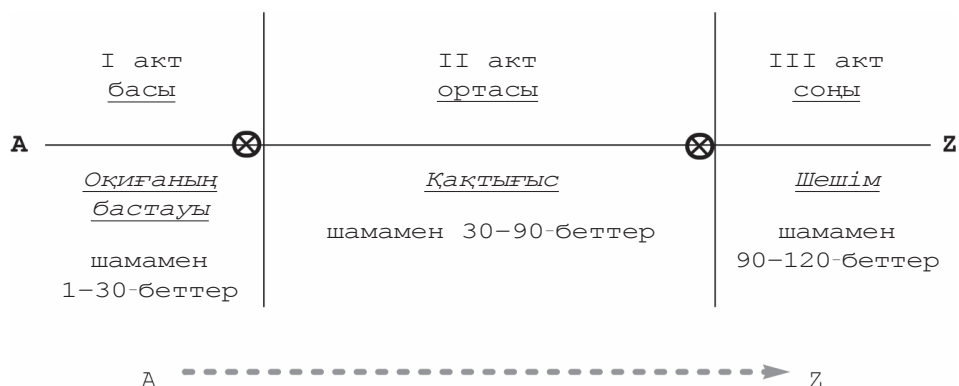 I акт
басы
II акт
ортасы
III акт
соңы
A
Z
Оқиғаның
бастауы
шамамен
1–30-беттер
Қақтығыс
шамамен 30–90-беттер
Шешім
шамамен
90–120-беттер
A
Z